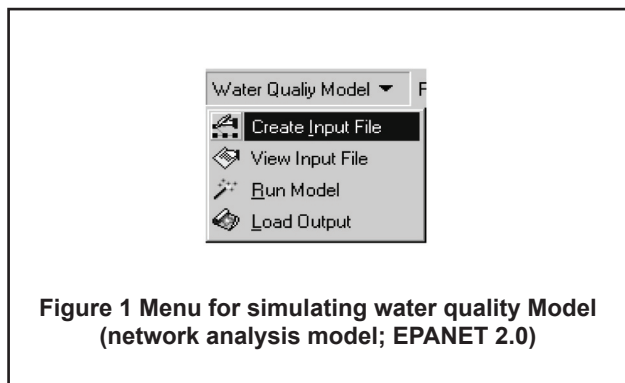 Water Qualiy Model F
Create Input File
View Input File
Run Model
Load Output
Figure 1 Menu for simulating water quality Model
(network analysis model; EPANET 2.0)